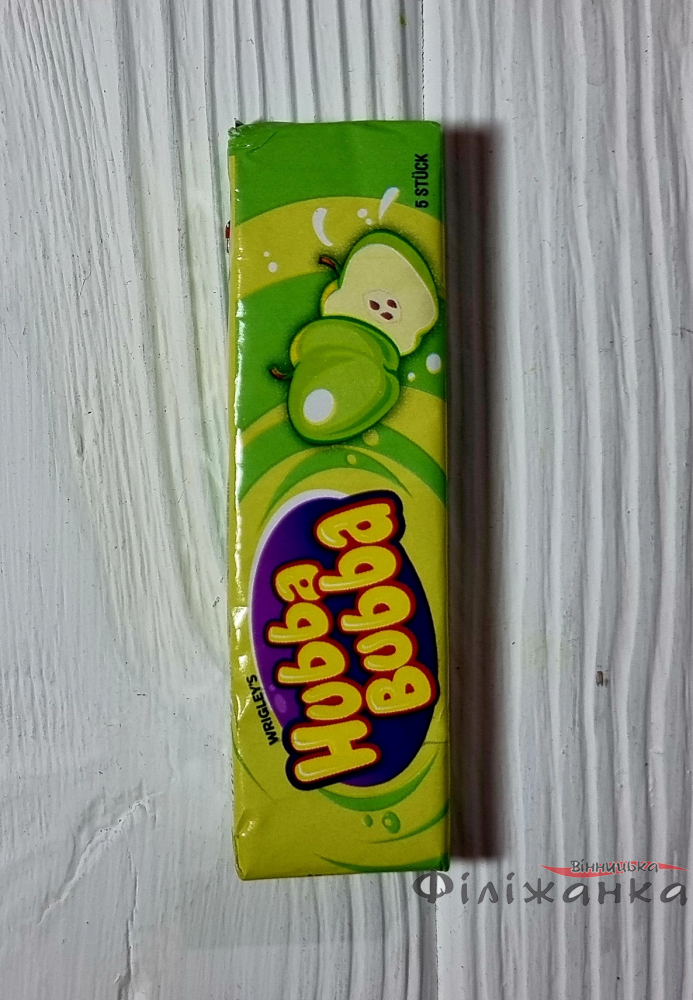 5 STÜCK
WRIGLEY'S
Hubba
Bubba
Вінницька
Філіжанка